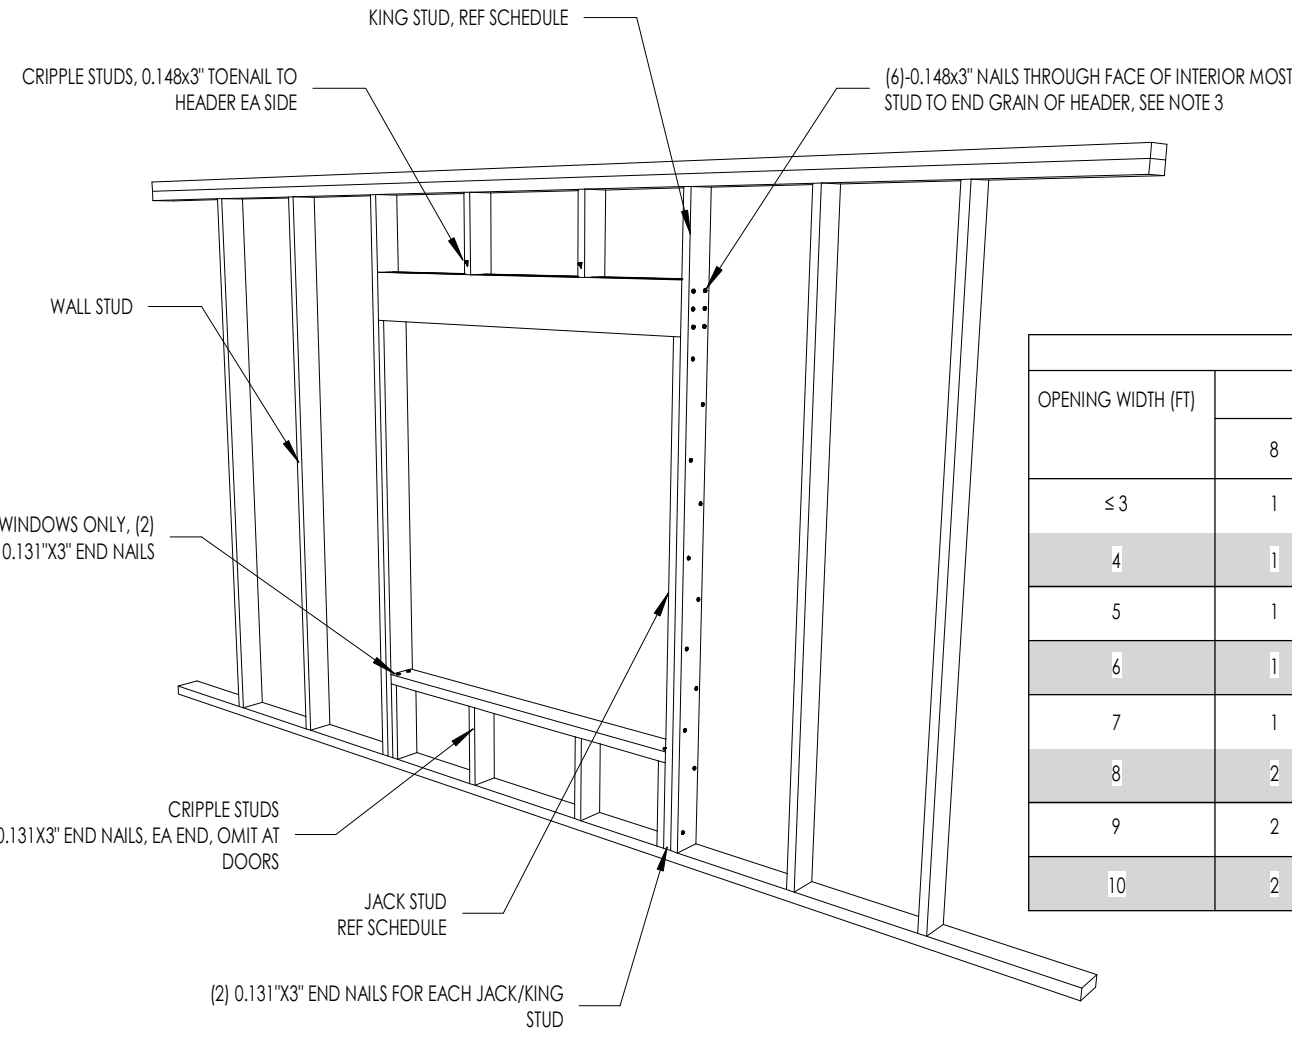 KING STUD, REF SCHEDULE
CRIPPLE STUDS, 0.148x3" TOENAIL TO
HEADER EA SIDE
(6)-0.148x3" NAILS THROUGH FACE OF INTERIOR MOST
STUD TO END GRAIN OF HEADER, SEE NOTE 3
WALL STUD
WINDOWS ONLY, (2)
0.131"X3" END NAILS
CRIPPLE STUDS
0.131X3" END NAILS, EA END, OMIT AT
DOORS
JACK STUD
REF SCHEDULE
(2) 0.131"X3" END NAILS FOR EACH JACK/KING
STUD
OPENING WIDTH (FT)
8
≤ 3 1
4 1
5 1
6 1
7 1
8 2
9 2
10 2